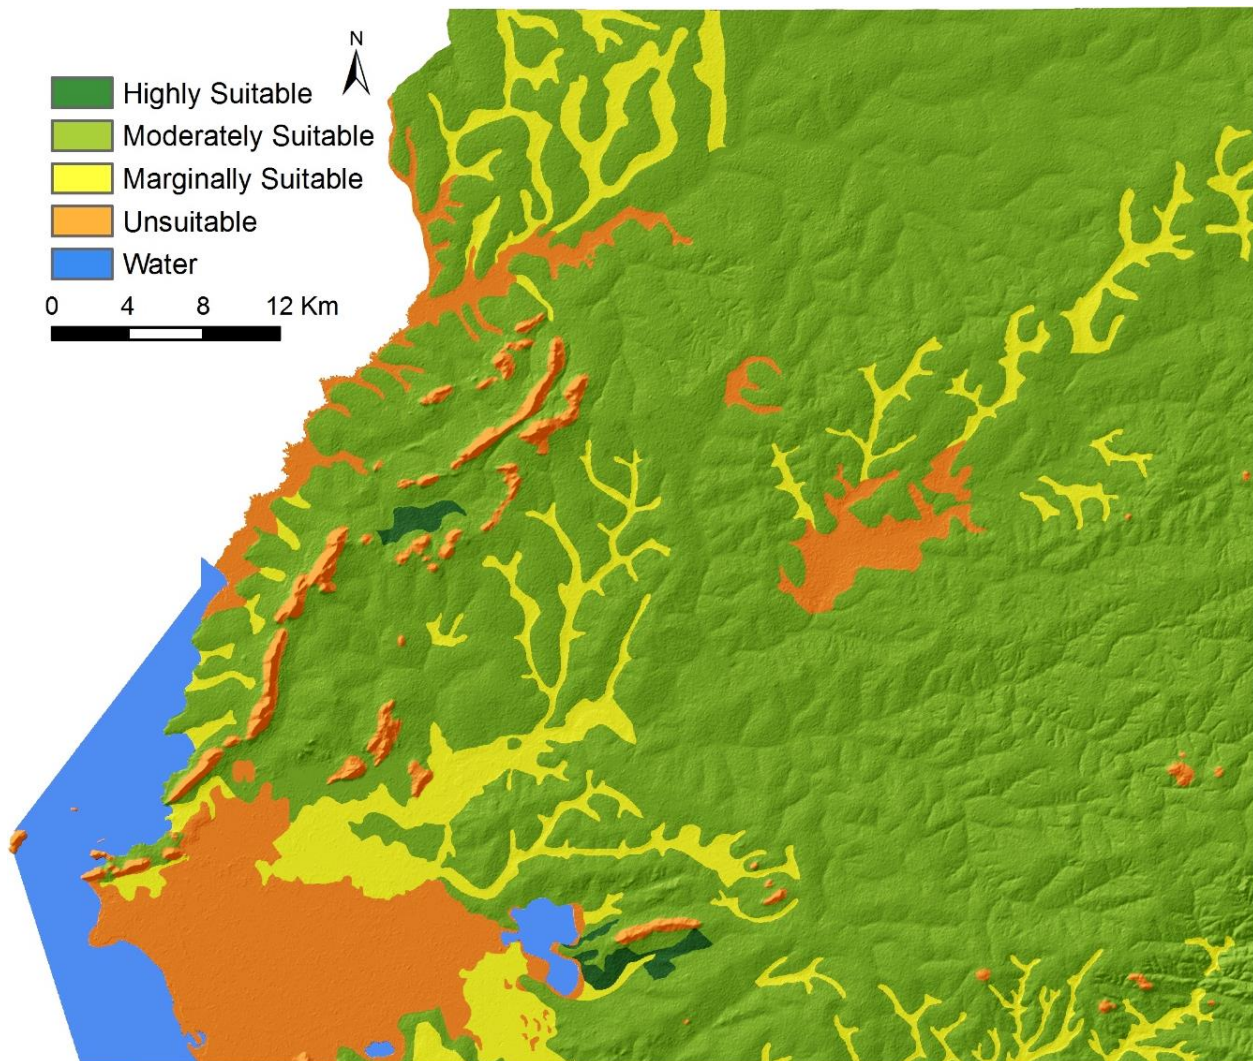 N
Highly Suitable
Moderately Suitable
Marginally Suitable
Unsuitable
Water
0 4 8 12 Km